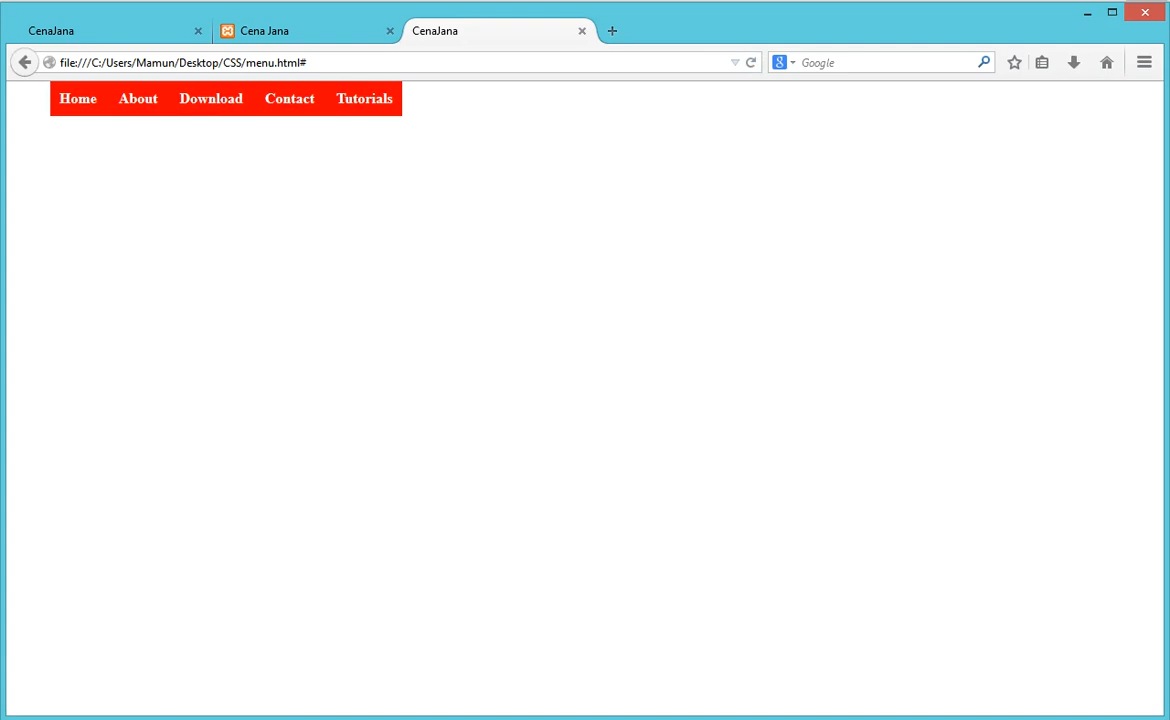 CenaJana Cena Jana CenaJana
file:///C:/Users/Mamun/Desktop/CSS/menu.html# Google
Home About Download Contact Tutorials